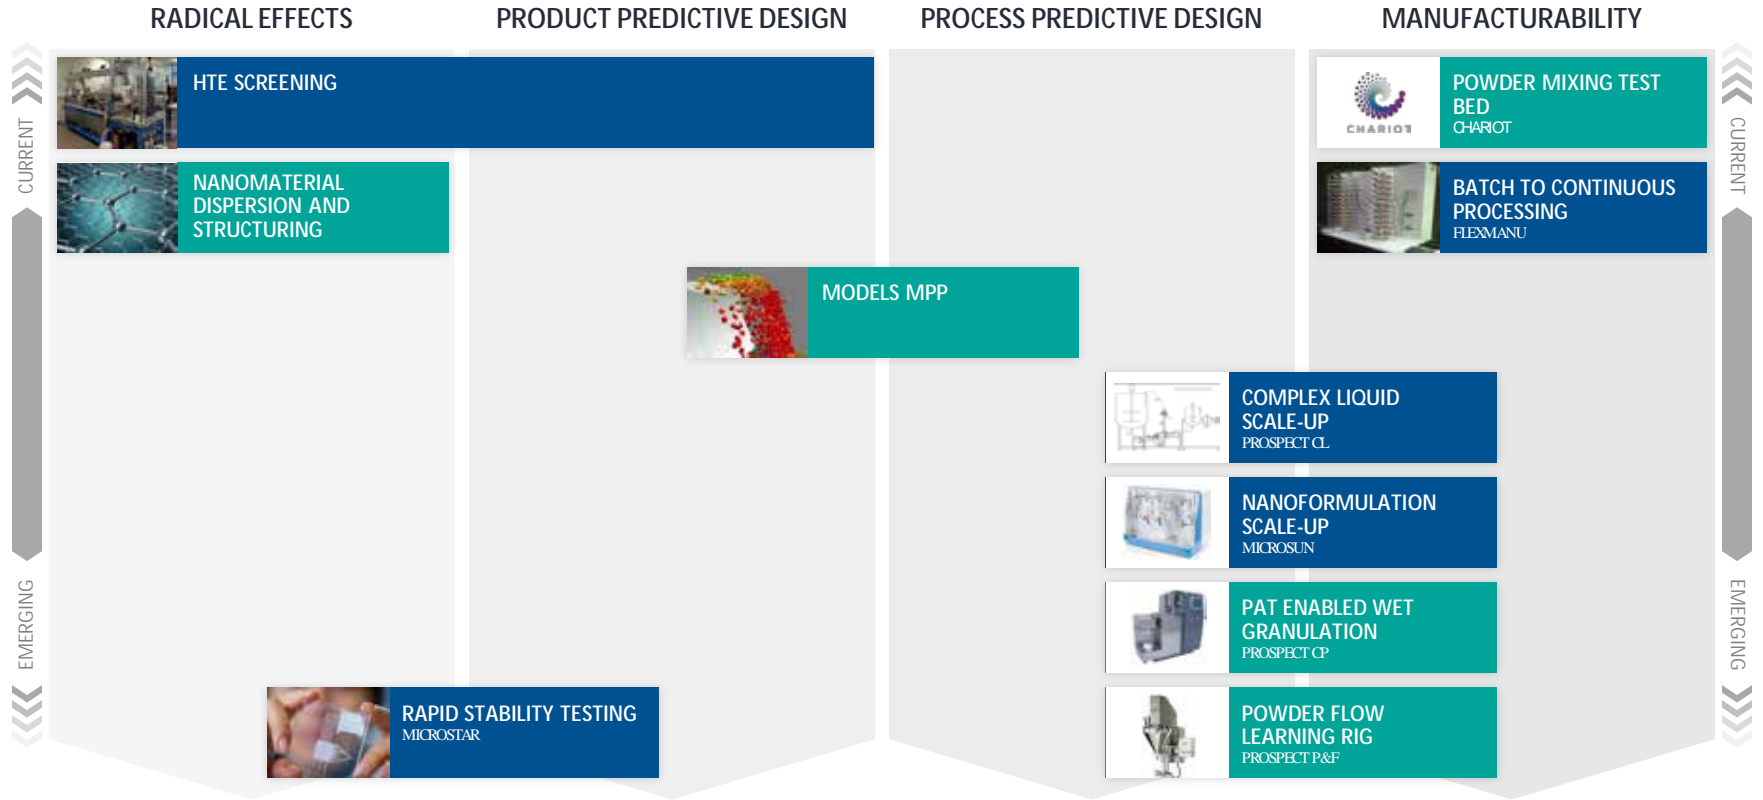 RADICAL EFFECTS
PRODUCT PREDICTIVE DESIGN
PROCESS PREDICTIVE DESIGN
MANUFACTURABILITY
CURRENT
EMERGING
HTE SCREENING
NANOMATERIAL
DISPERSION AND
STRUCTURING
CHARIOT
POWDER MIXING TEST
BED
CHARIOT
BATCH TO CONTINUOUS
PROCESSING
FLEXMANU
MODELS MPP
COMPLEX LIQUID
SCALE-UP
PROSPECT CL
NANOFORMULATION
SCALE-UP
MICROSUN
PAT ENABLED WET
GRANULATION
PROSPECT CP
RAPID STABILITY TESTING
MICROSTAR
POWDER FLOW
LEARNING RIG
PROSPECT P&F
CURRENT
EMERGING